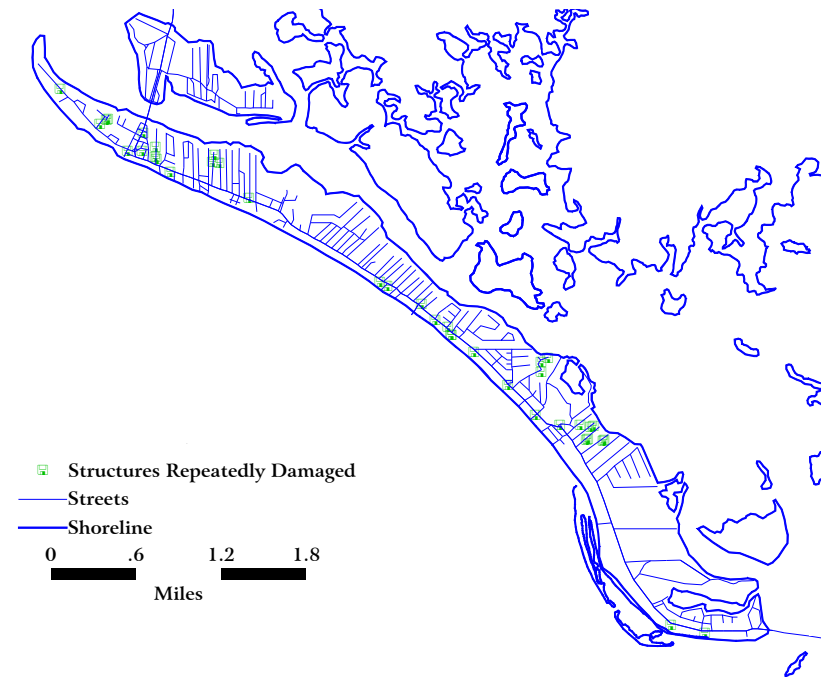 Structures Repeatedly Damaged
Streets
Shoreline
0 .6 1.2 1.8
Miles